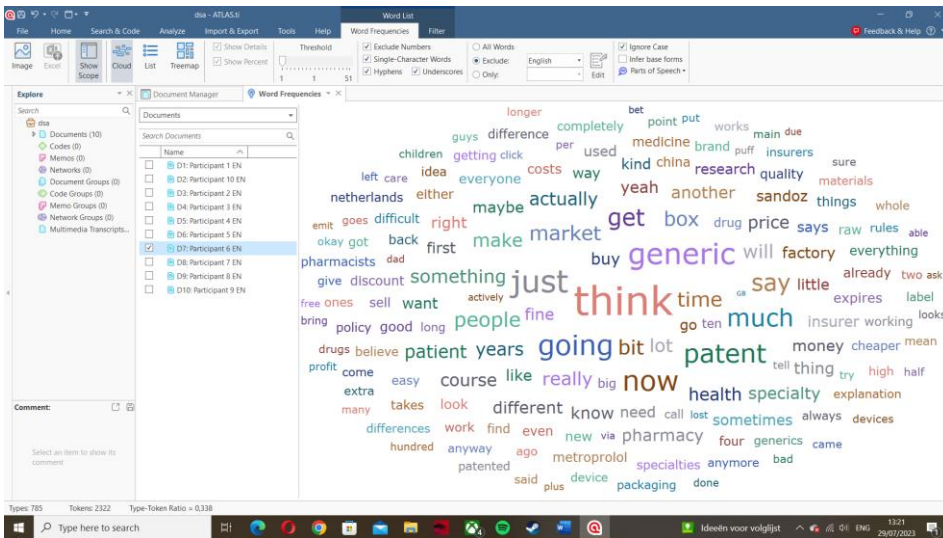 dsa - ATLAS.ti
Word List
File Home Search & Code Analyze Import & Export Tools Help Word Frequencies Filter Feedback & Help
Image Excel Show Scope Cloud List Treemap
Show Details
Show Percent
Threshold
1 1 51
Exclude Numbers
Single-Character Words
Hyphens Underscores
All Words
Exclude: English
Only:
Edit
Ignore Case
Infer base forms
Parts of Speech
Explore
Search
dsa
Documents (10)
Codes (0)
Memos (0)
Networks (0)
Document Groups (0)
Code Groups (0)
Memo Groups (0)
Network Groups (0)
Multimedia Transcripts...
Comment:
Select an item to show its
comment
Document Manager Word Frequencies
Documents
Search Documents
Name
D1: Participant 1 EN
D2: Participant 10 EN
D3: Participant 2 EN
D4: Participant 3 EN
D5: Participant 4 EN
D6: Participant 5 EN
D7: Participant 6 EN
D8: Participant 7 EN
D9: Participant 8 EN
D10: Participant 9 EN
longer bet
guys difference completely point put works main due
children getting click per used medicine brand puff insurers
left care idea everyone costs way kind china research quality sure
netherlands either maybe actually yeah another sandoz things materials whole
emit goes difficult right market get box drug price says raw rules able
okay got back first make buy generic will factory everything
pharmacists dad something just think time say little already two ask
give discount actively ca expires label
free ones sell want people fine go ten much insurer working looks
bring policy good long
drugs believe patient years going bit lot patent money cheaper mean
profit come easy course like really big now tell thing try high half
extra health specialty explanation
many takes look different know need call lost sometimes always devices
differences work find even new via pharmacy four generics came
hundred anyway ago metroprolol specialties anymore bad
patented said plus device packaging done
Types: 785 Tokens: 2322 Type-Token Ratio = 0,338
Type here to search
Ideeën voor volglijst
ENG
13:21
29/07/2023